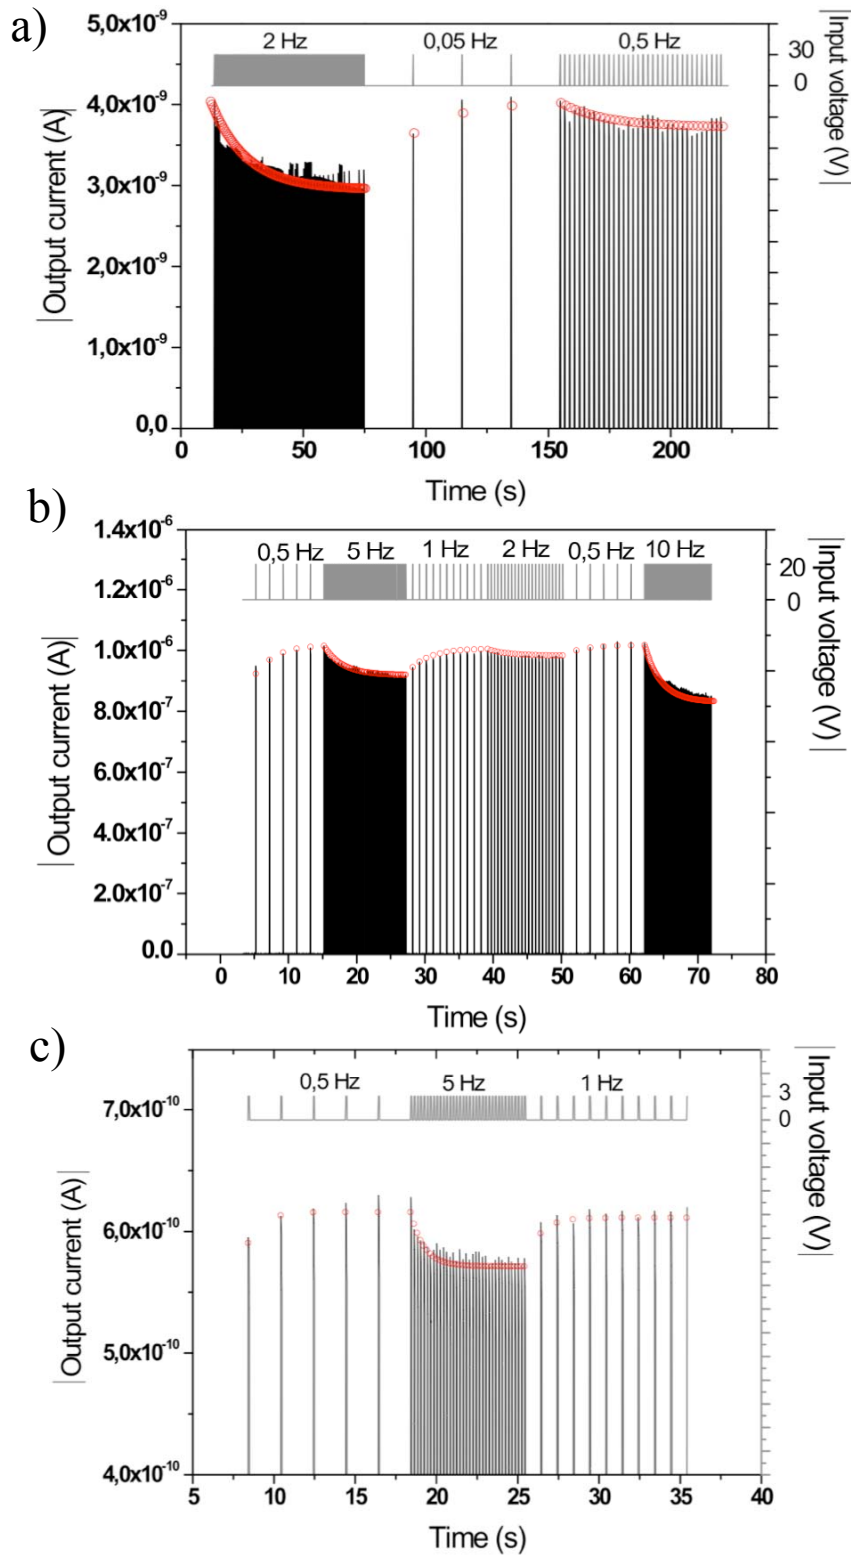 a)
5,0x10-9
4,0x10-9
3,0x10-9
2,0x10-9
1,0x10-9
0,0
|Output current (A)|
2 Hz
0,05 Hz
0,5 Hz
30
0
|Input voltage (V)|
0
50
100
150
200
Time (s)
b)
1.4x10-6
1.2x10-6
1.0x10-6
8.0x10-7
6.0x10-7
4.0x10-7
2.0x10-7
0.0
|Output current (A)|
0,5 Hz
5 Hz
1 Hz
2 Hz
0,5 Hz
10 Hz
20
0
|Input voltage (V)|
0
10
20
30
40
50
60
70
80
Time (s)
c)
7,0x10-10
6,0x10-10
5,0x10-10
4,0x10-10
|Output current (A)|
0,5 Hz
5 Hz
1 Hz
3
0
|Input voltage (V)|
5
10
15
20
25
30
35
40
Time (s)